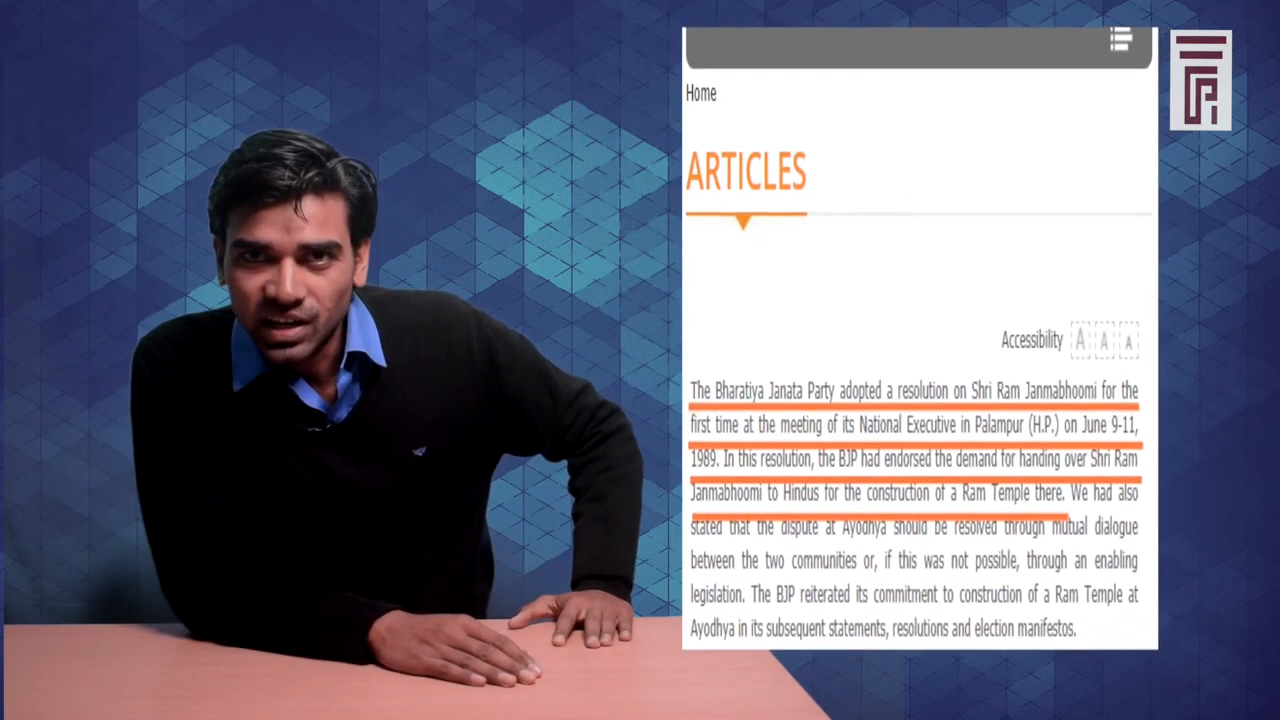 Home
ARTICLES
Accessibility A A A
The Bharatiya Janata Party adopted a resolution on Shri Ram Janmabhoomi for the
first time at the meeting of its National Executive in Palampur (H.P.) on June 9-11,
1989. In this resolution, the BJP had endorsed the demand for handing over Shri Ram
Janmabhoomi to Hindus for the construction of a Ram Temple there. We had also
stated that the dispute at Ayodhya should be resolved through mutual dialogue
between the two communities or, if this was not possible, through an enabling
legislation. The BJP reiterated its commitment to construction of a Ram Temple at
Ayodhya in its subsequent statements, resolutions and election manifestos.